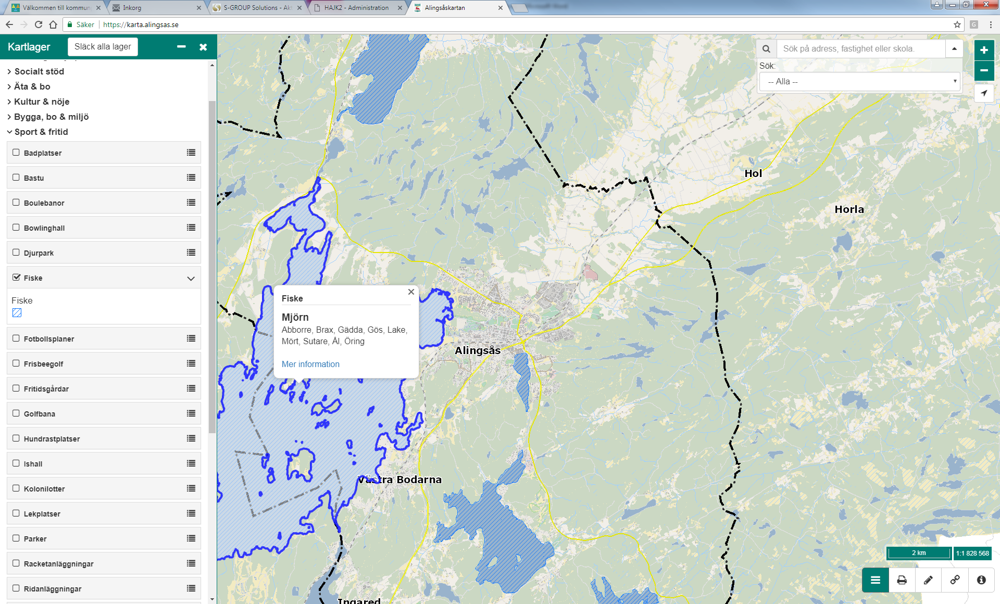 Välkommen till kommun
Inkorg
S-GROUP Solutions - Akt
HAJK2 - Administration
Alingsåskartan
Säker
https://karta.alingsas.se
G
Kartlager
Släck alla lager
Socialt stöd
Äta & bo
Kultur & nöje
Bygga, bo & miljö
Sport & fritid
Badplatser
Bastu
Boulebanor
Bowlinghall
Djurpark
Fiske
Fiske
Fotbollsplaner
Frisbeegolf
Fritidsgårdar
Golfbana
Hundrastplatser
Ishall
Kolonilotter
Lekplatser
Parker
Racketanläggningar
Ridanläggningar
Sök på adress, fastighet eller skola.
Sök:
-- Alla --
Hol
Horla
Fiske
Mjörn
Abborre, Brax, Gädda, Gös, Lake,
Mört, Sutare, Ål, Öring
Mer information
Alingsås
Västra Bodarna
Ingared
2 km
1:1 828 568